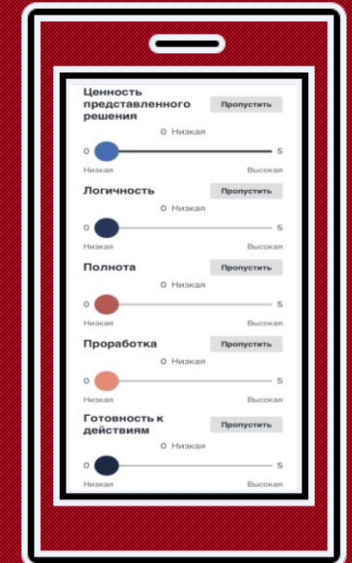 Ценность
представленного
решения
Пропустить
0 Низкая
0 5
Низкая Высокая
Логичность Пропустить
0 Низкая
0 5
Низкая Высокая
Полнота Пропустить
0 Низкая
0 5
Низкая Высокая
Проработка Пропустить
0 Низкая
0 5
Низкая Высокая
Готовность к
действиям
Пропустить
0 Низкая
0 5
Низкая Высокая